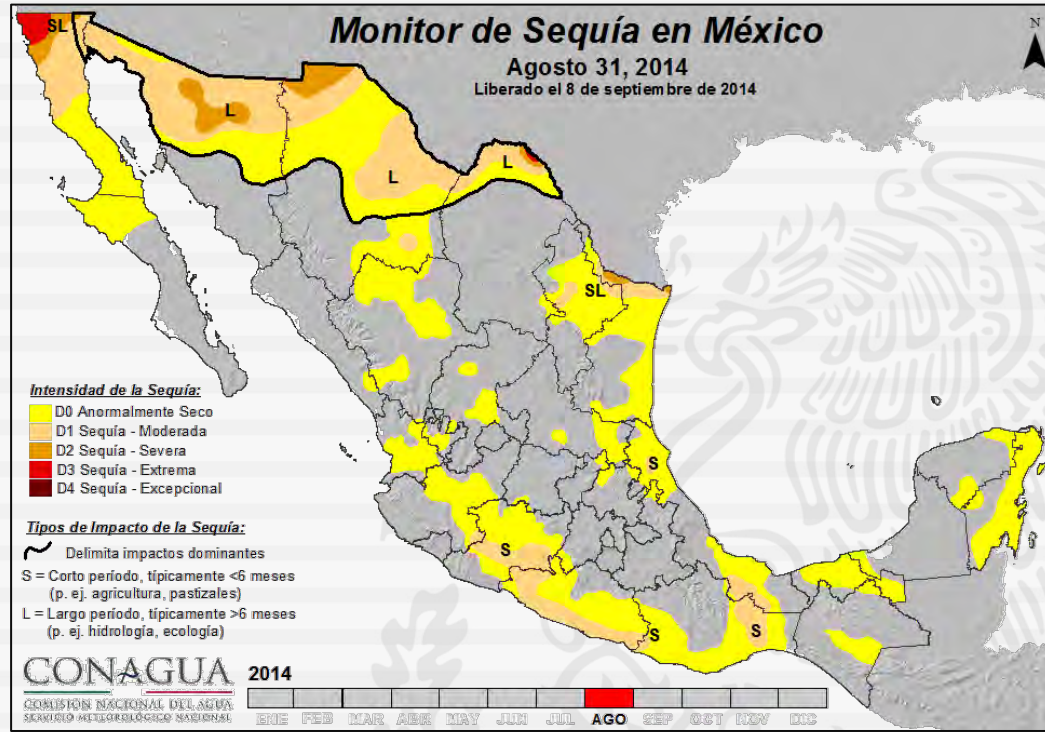 Monitor de Sequía en México
Agosto 31, 2014
Liberado el 8 de septiembre de 2014
N
SL
L
L
L
SL
S
S
S
S
Intensidad de la Sequía:
D0 Anormalmente Seco
D1 Sequía - Moderada
D2 Sequía - Severa
D3 Sequía - Extrema
D4 Sequía - Excepcional
Tipos de Impacto de la Sequía:
Delimita impactos dominantes
S = Corto período, típicamente <6 meses
(p. ej. agricultura, pastizales)
L = Largo período, típicamente >6 meses
(p. ej. hidrología, ecología)
CONAGUA
COMISIÓN NACIONAL DEL AGUA
SERVICIO METEOROLÓGICO NACIONAL
2014
ENE FEB MAR ABR MAY JUN JUL AGO SEP OCT NOV DIC